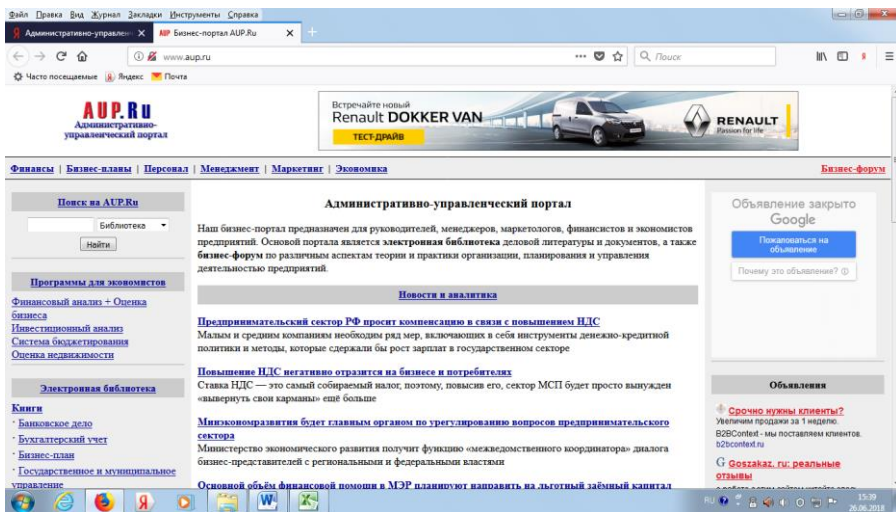 Файл Правка Вид Журнал Закладки Инструменты Справка
Административно-управлен
AUP Бизнес-портал AUP.Ru
www.aup.ru
Поиск
Часто посещаемые Яндекс Почта
AUP.Ru
Административно-
управленческий портал
Встречайте новый
Renault DOKKER VAN
ТЕСТ-ДРАЙВ
RENAULT
Passion for life
Финансы | Бизнес-планы | Персонал | Менеджмент | Маркетинг | Экономика
Бизнес-форум
Поиск на AUP.Ru
Библиотека
Найти
Программы для экономистов
Финансовый анализ + Оценка
бизнеса
Инвестиционный анализ
Система бюджетирования
Оценка недвижимости
Электронная библиотека
Книги
· Банковское дело
· Бухгалтерский учет
· Бизнес-план
· Государственное и муниципальное
управление
Административно-управленческий портал
Наш бизнес-портал предназначен для руководителей, менеджеров, маркетологов, финансистов и экономистов
предприятий. Основой портала является электронная библиотека деловой литературы и документов, а также
бизнес-форум по различным аспектам теории и практики организации, планирования и управления
деятельностью предприятий.
Новости и аналитика
Предпринимательский сектор РФ просит компенсацию в связи с повышением НДС
Малым и средним компаниям необходим ряд мер, включающих в себя инструменты денежно-кредитной
политики и методы, которые сдержали бы рост зарплат в государственном секторе
Повышение НДС негативно отразится на бизнесе и потребителях
Ставка НДС — это самый собираемый налог, поэтому, повысив его, сектор МСП будет просто вынужден
«вывернуть свои карманы» ещё больше
Минэкономразвития будет главным органом по урегулированию вопросов предпринимательского
сектора
Министерство экономического развития получит функцию «межведомственного координатора» диалога
бизнес-представителей с региональными и федеральными властями
Основной объём финансовой помощи в МЭР планируют направить на льготный заёмный капитал
Объявление закрыто
Google
Пожаловаться на
объявление
Почему это объявление?
Объявления
Срочно нужны клиенты?
Увеличим продажи за 1 неделю.
B2BContext - мы поставляем клиентов.
b2bcontext.ru
Goszakaz. ru: реальные
отзывы
RU
15:39
26.06.2018